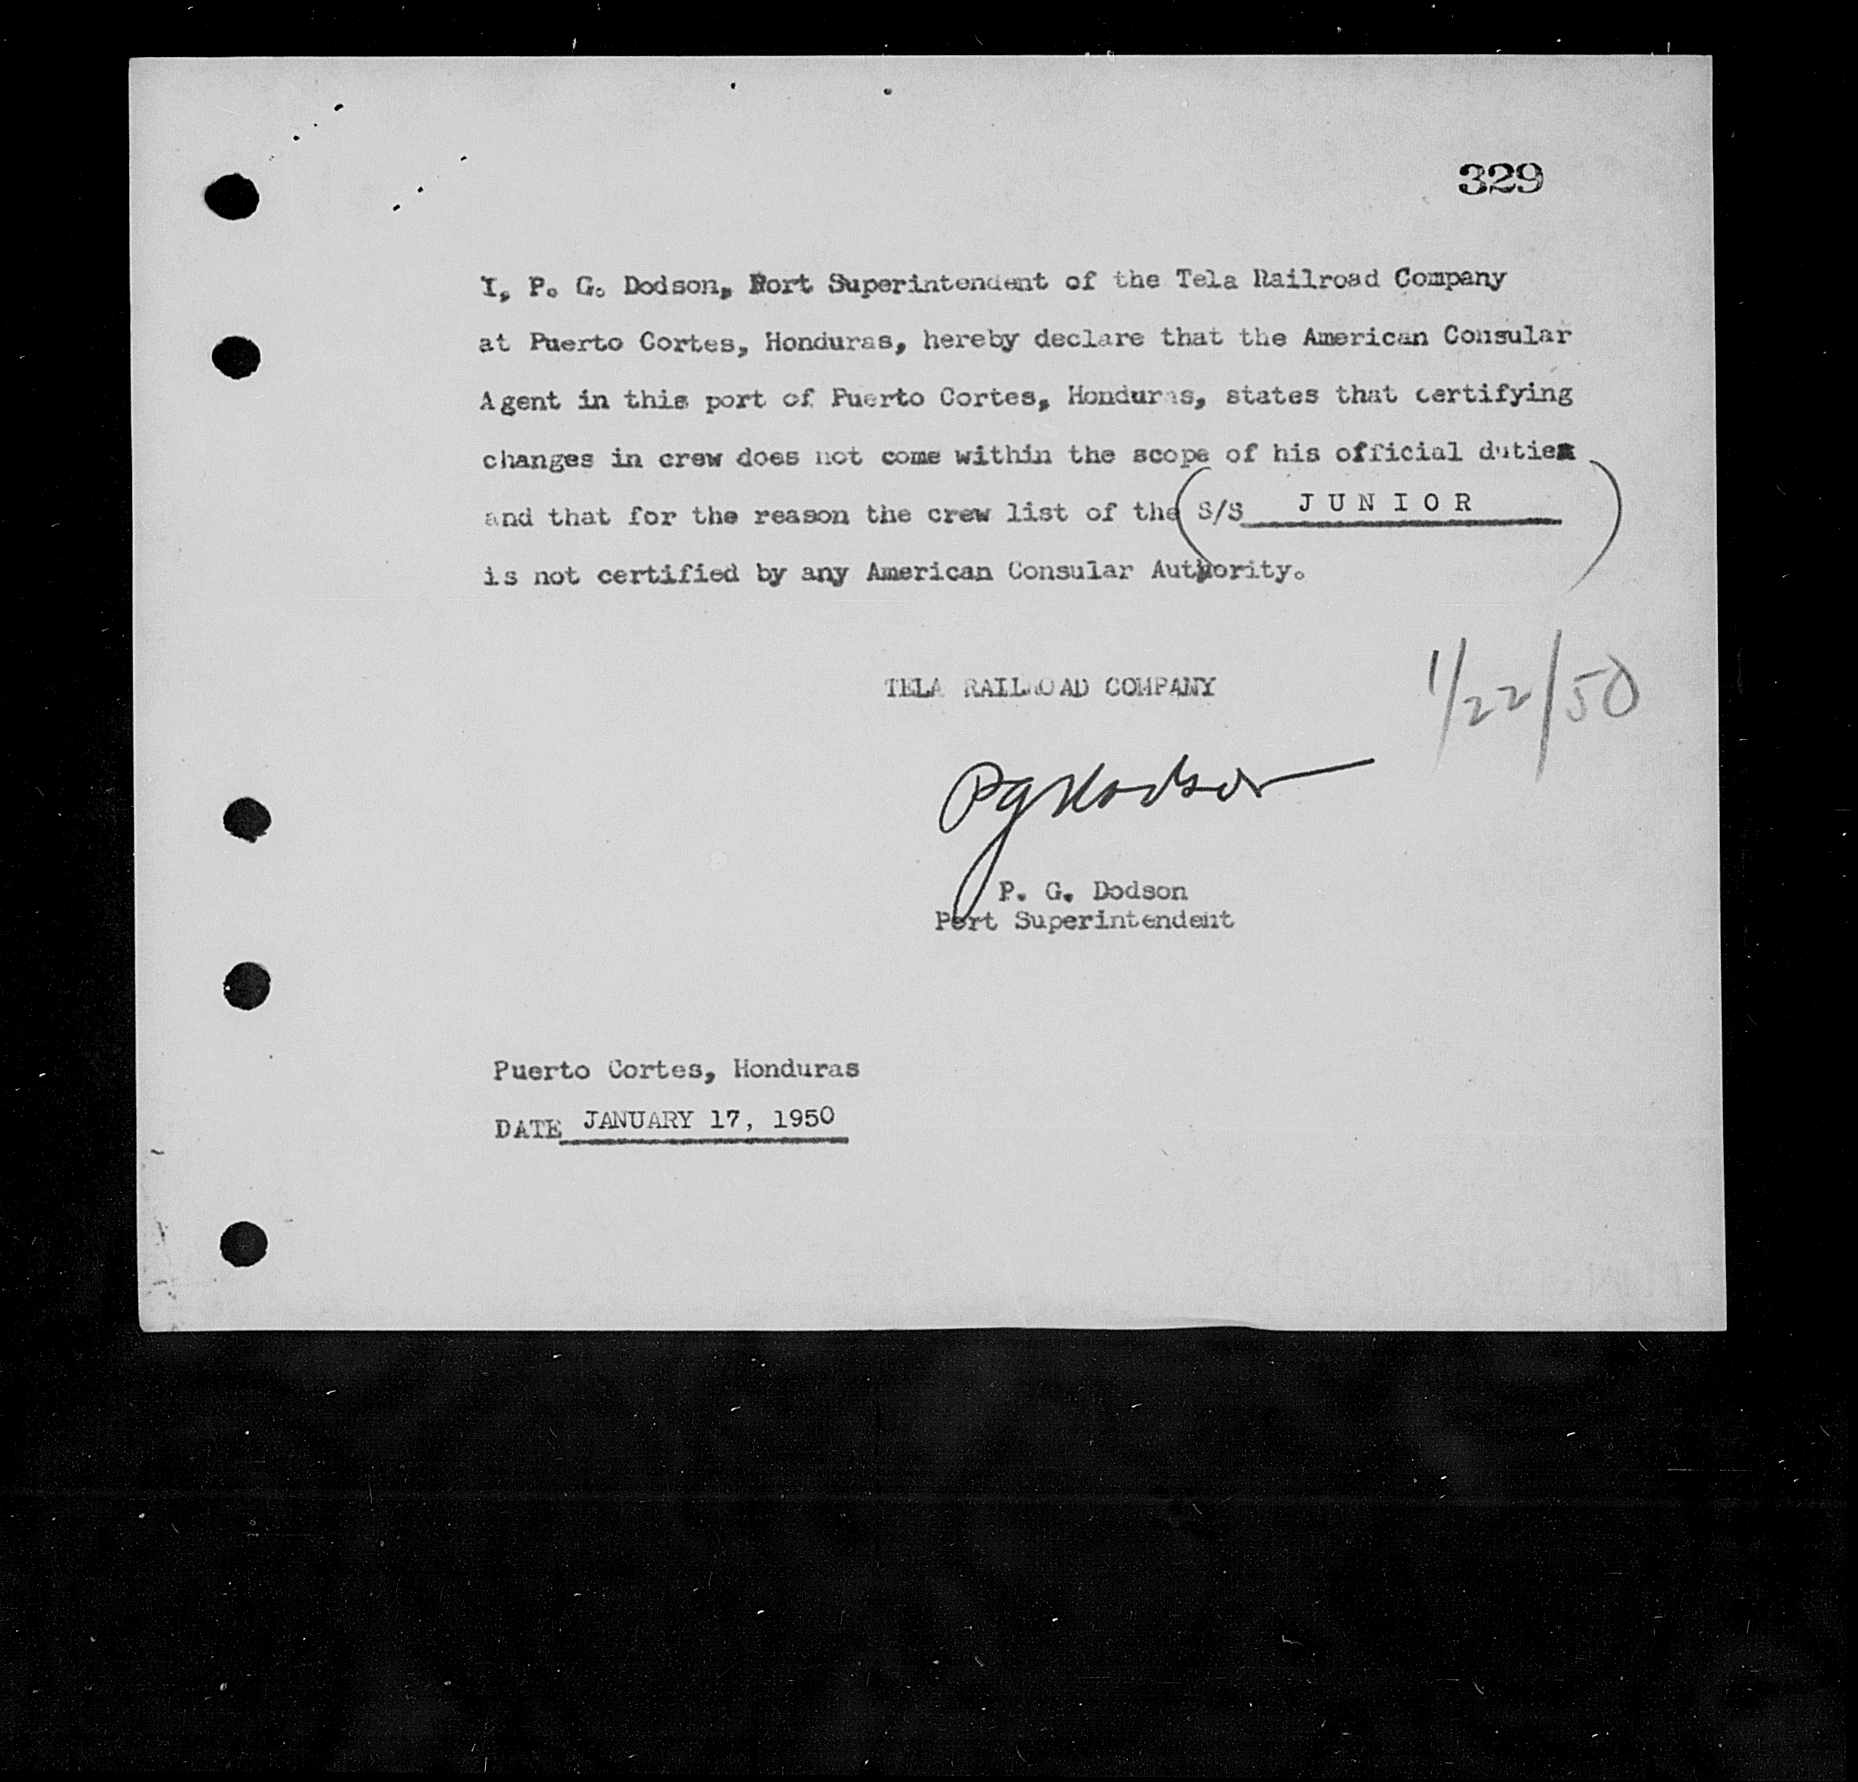 329
I, P. G. Dodson, Port Superintendent of the Tela Railroad Company
at Puerto Cortes, Honduras, hereby declare that the American Consular
Agent in this port of Puerto Cortes, Honduras, states that certifying
changes in crew does not come within the scope of his official duties
and that for the reason the crew list of the (S/S JUNIOR)
is not certified by any American Consular Authority.
TELA RAILROAD COMPANY
1/22/50
P G Dodson
P. G. Dodson
Port Superintendent
Puerto Cortes, Honduras
DATE JANUARY 17, 1950